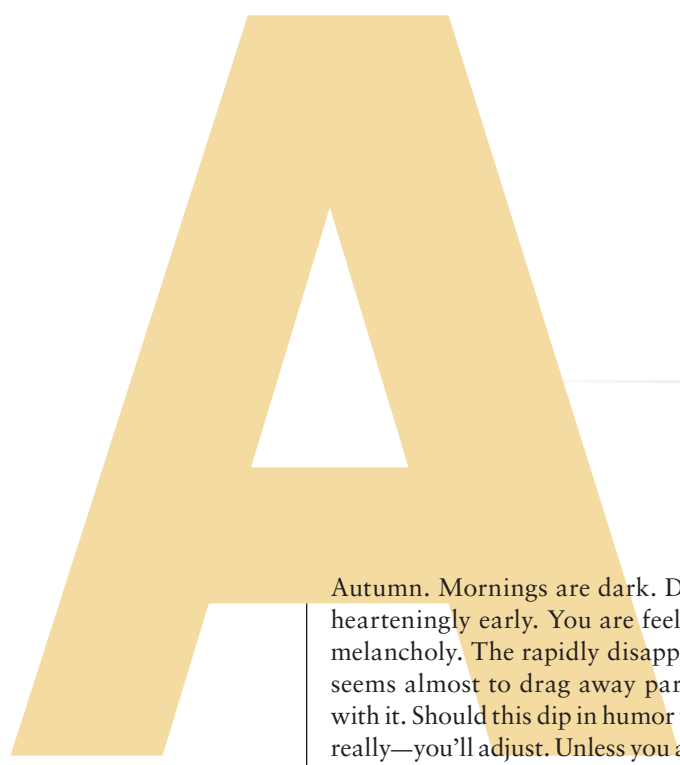 A
Autumn. Mornings are dark. D
hearteningly early. You are feel
melancholy. The rapidly disapp
seems almost to drag away par
with it. Should this dip in humor
really—you'll adjust. Unless you a